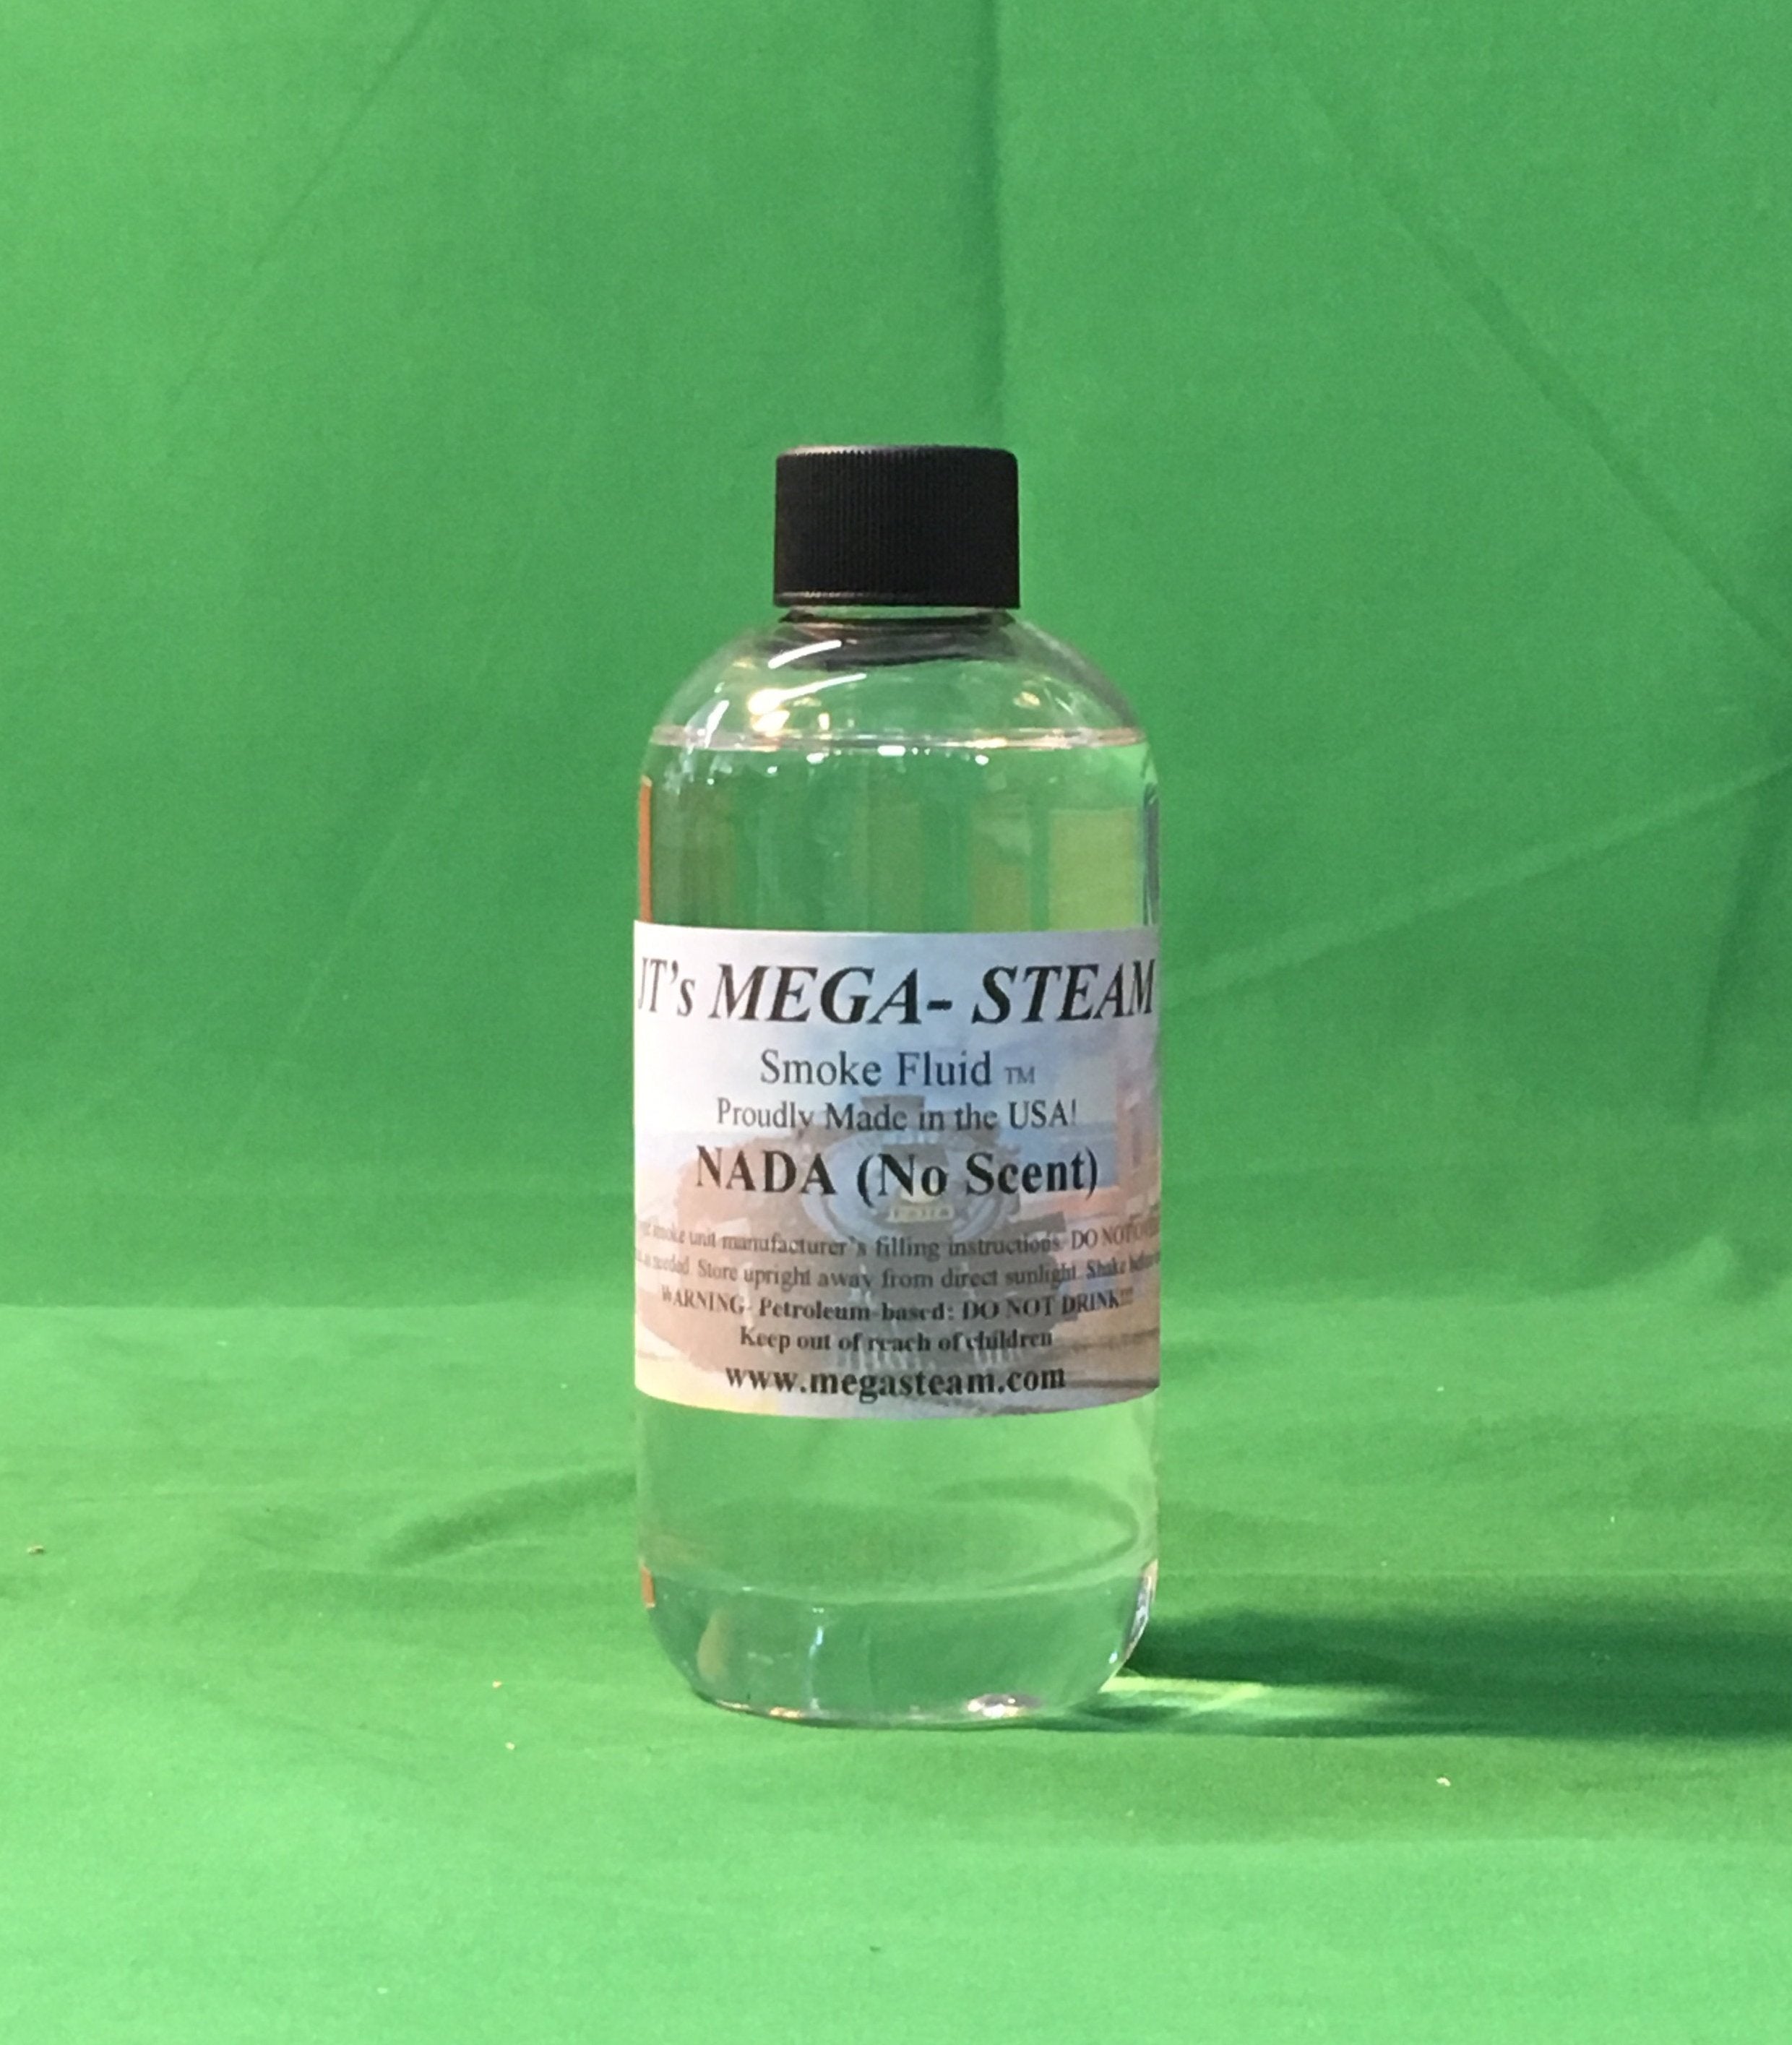 JT's MEGA- STEAM
Smoke Fluid TM
Proudly Made in the USA!
NADA (No Scent)
smoke unit manufacturer's filling instructions. DO NOT
as needed. Store upright away from direct sunlight. Shake before
WARNING- Petroleum-based: DO NOT DRINK!!!
Keep out of reach of children
www.megasteam.com